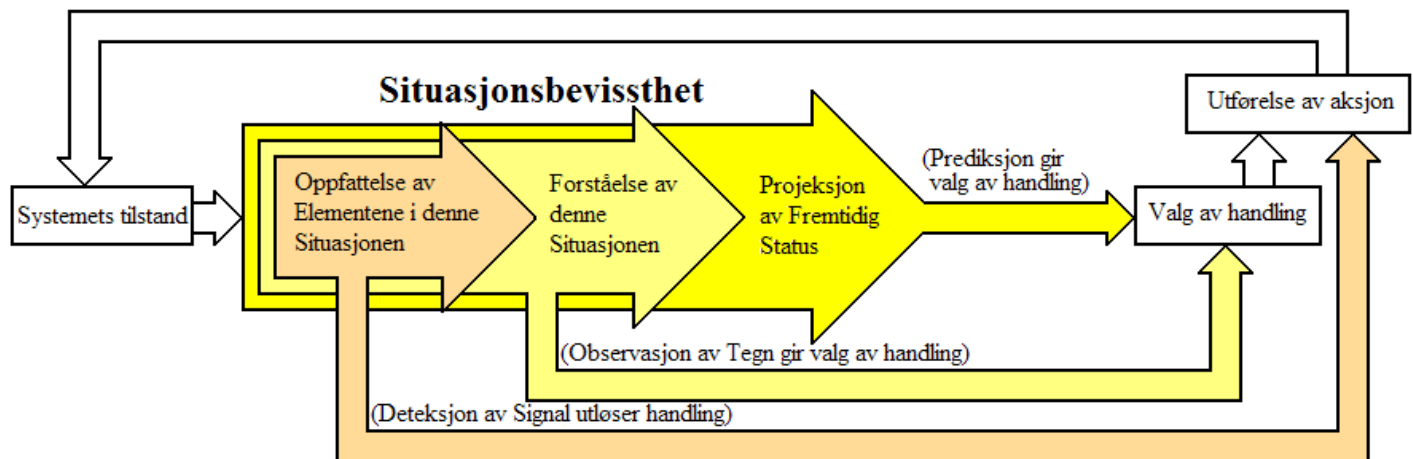 Situasjonsbevissthet
Utførelse av aksjon
Systemets tilstand
Oppfattelse av
Elementene i denne
Situasjonen
Forståelse av
denne
Situasjonen
Projeksjon
av Fremtidig
Status
(Prediksjon gir
valg av handling)
Valg av handling
(Observasjon av Tegn gir valg av handling)
(Deteksjon av Signal utløser handling)